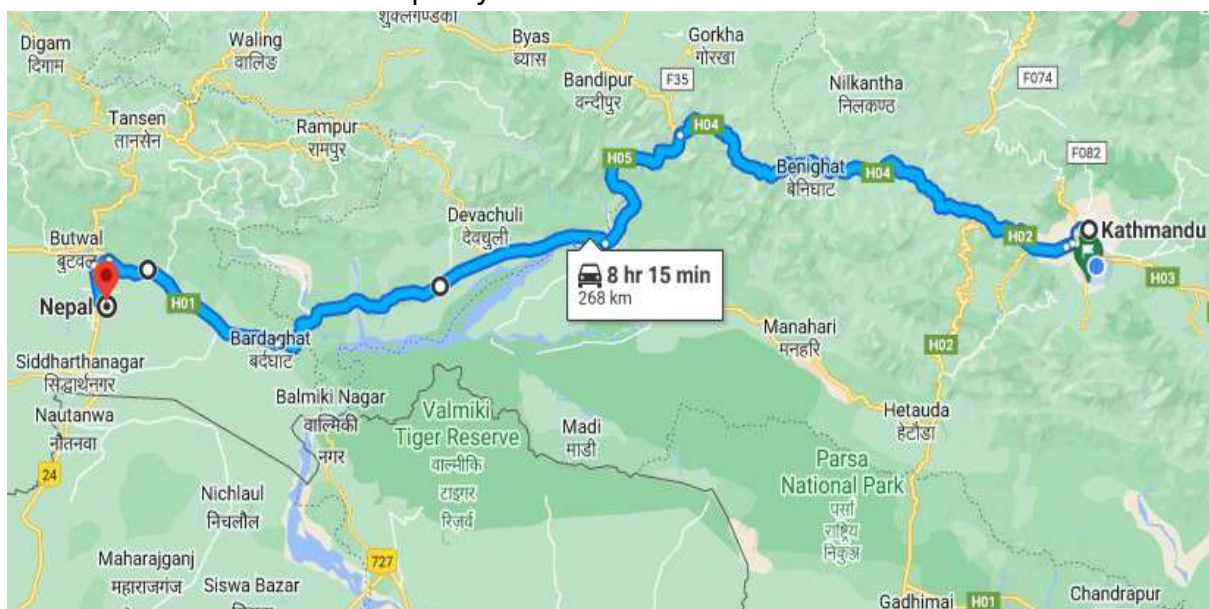 Digam
दिगाम
Waling
वालिङ
Byas
ब्यास
Gorkha
गोरखा
Bandipur
वन्दीपुर
F35
Nilkantha
निलकण्ठ
F074
Tansen
तानसेन
Rampur
रामपुर
H04
H05
Benighat
बेनिघाट
H04
F082
Devachuli
देवचुली
Butwal
बुटवल
Kathmandu
H02
H03
8 hr 15 min
268 km
Nepal
H01
Bardaghat
बर्दघाट
Manahari
मनहरि
H02
Siddharthanagar
सिद्धार्थनगर
Balmiki Nagar
वाल्मिकी
नगर
Nautanwa
नौतनवा
Valmiki
Tiger Reserve
वाल्मीकि
टाइगर
रिज़र्व
Madi
माडी
Hetauda
हेटौडा
Parsa
National Park
पर्सा
राष्ट्रिय
निकुञ्ज
24
Nichlaul
निचलौल
727
Maharajganj
महाराजगंज
Siswa Bazar
Gadhimai
H01
Chandrapur